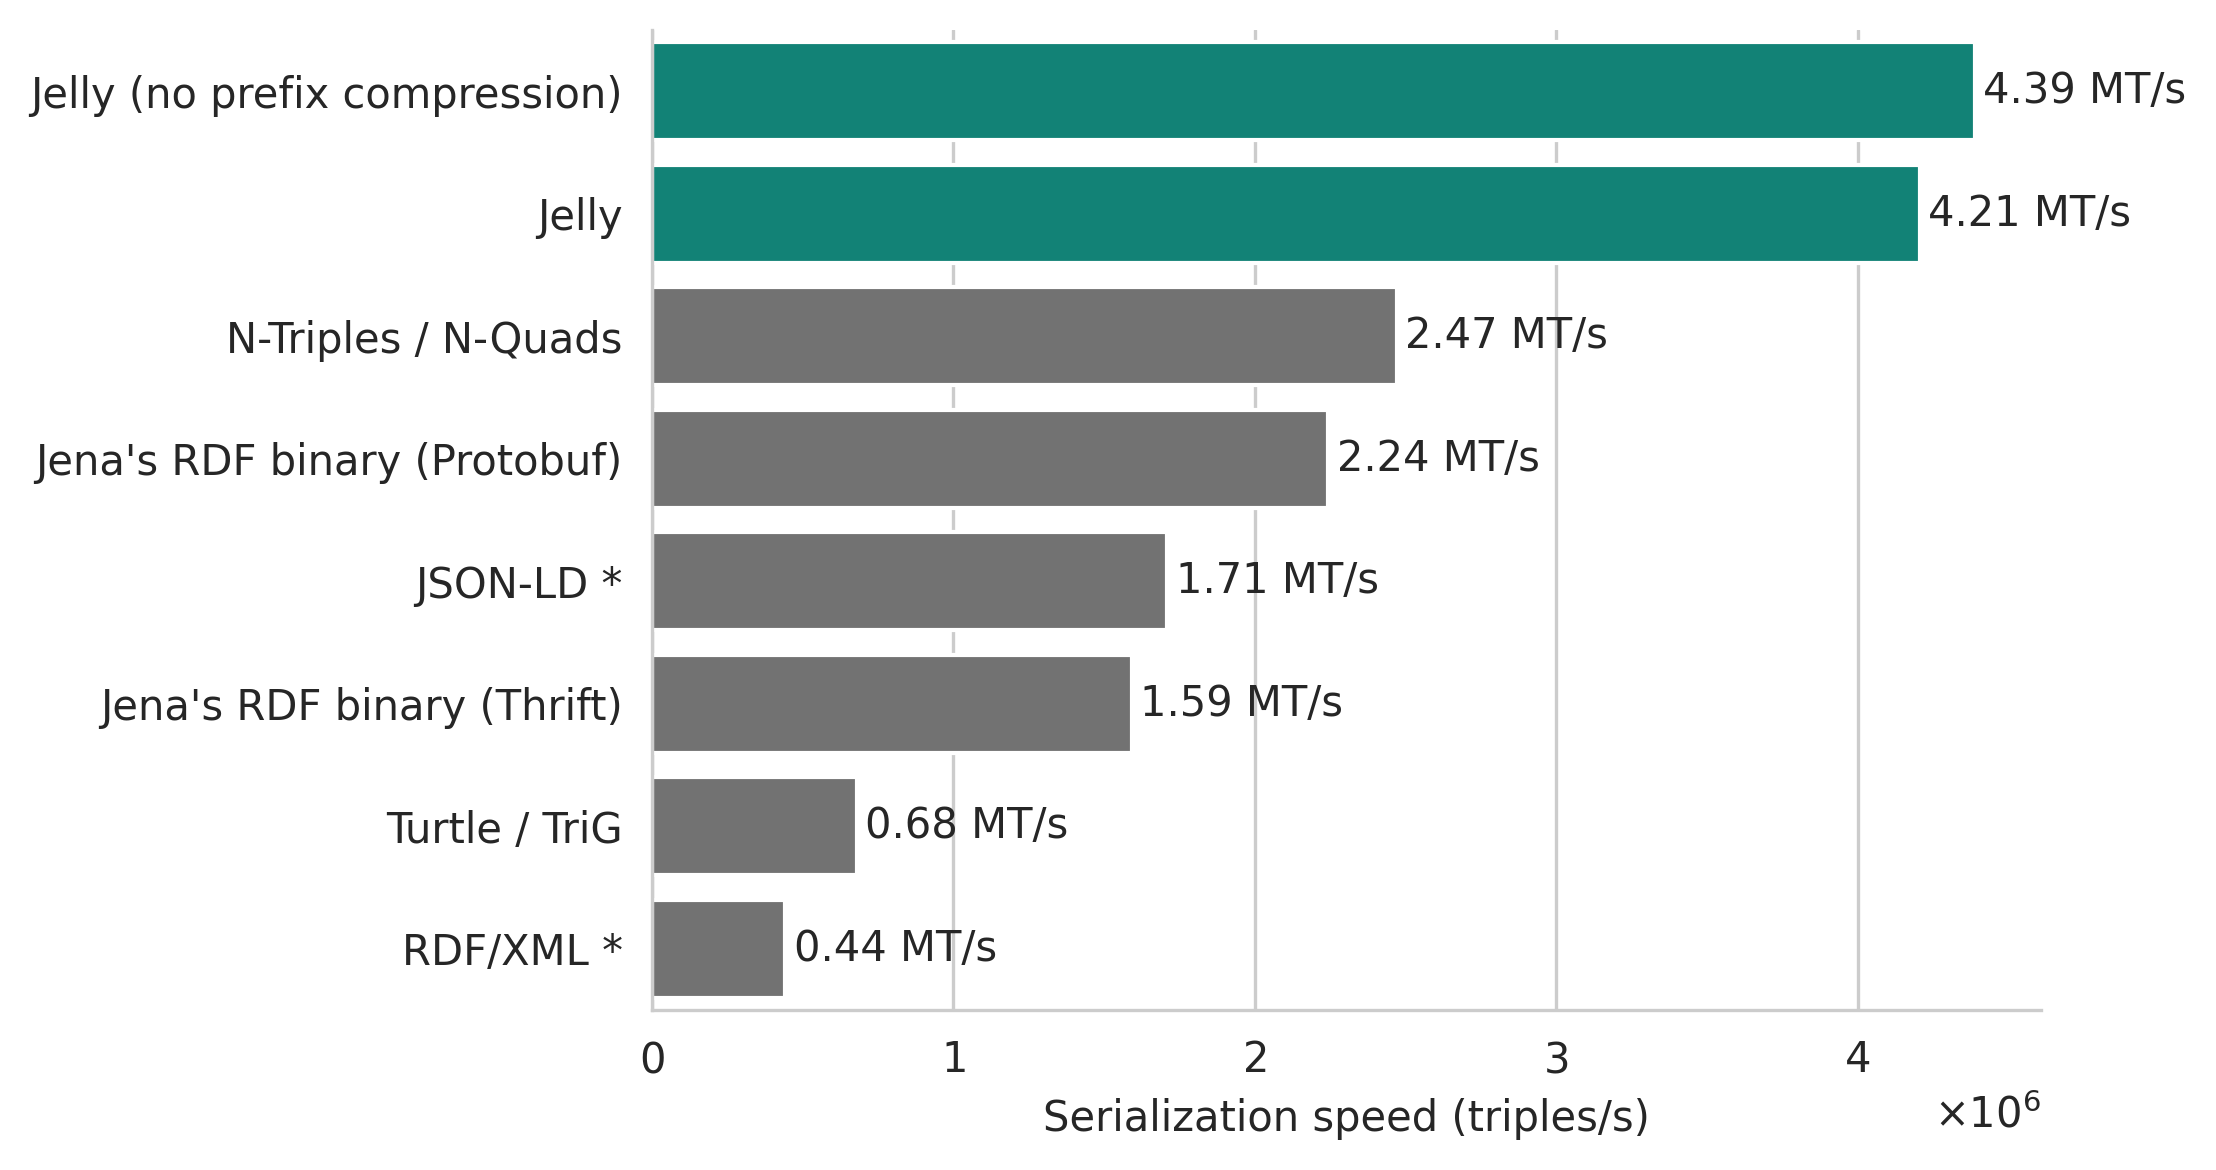 Jelly (no prefix compression)
4.39 MT/s
Jelly
4.21 MT/s
N-Triples / N-Quads
2.47 MT/s
Jena's RDF binary (Protobuf)
2.24 MT/s
JSON-LD *
1.71 MT/s
Jena's RDF binary (Thrift)
1.59 MT/s
Turtle / TriG
0.68 MT/s
RDF/XML *
0.44 MT/s
0 1 2 3 4
Serialization speed (triples/s)
×10⁶